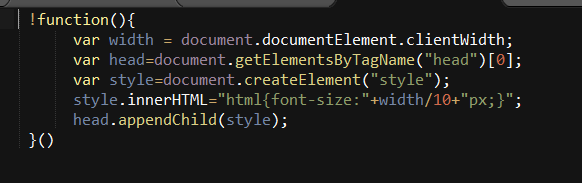 !function(){
var width = document.documentElement.clientWidth;
var head=document.getElementsByTagName("head")[0];
var style=document.createElement("style");
style.innerHTML="html{font-size:"+width/10+"px;}";
head.appendChild(style);
}()